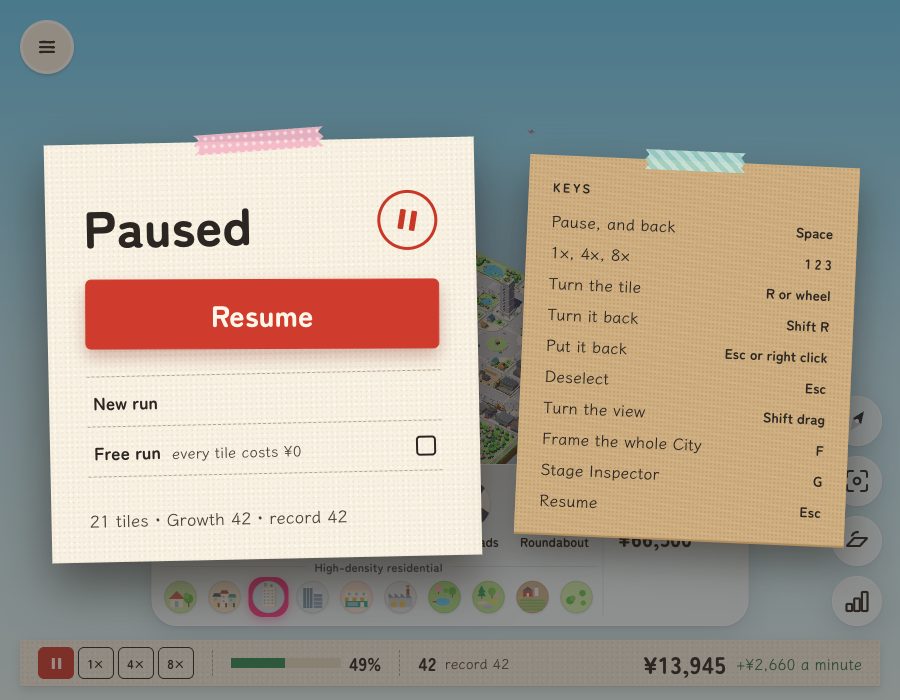 Paused
Resume
New run
Free run every tile costs ¥0
21 tiles • Growth 42 • record 42
KEYS
Pause, and back Space
1×, 4×, 8× 1 2 3
Turn the tile R or wheel
Turn it back Shift R
Put it back Esc or right click
Deselect Esc
Turn the view Shift drag
Frame the whole City F
Stage Inspector G
Resume Esc
Roundabout
High-density residential
1× 4× 8× 49% 42 record 42 ¥13,945 +¥2,660 a minute